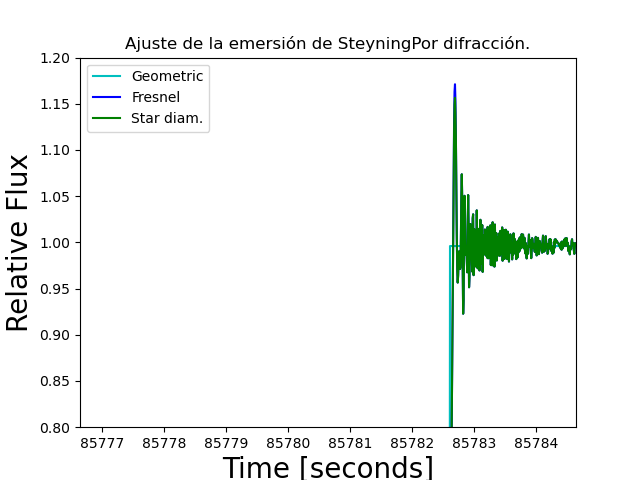 Ajuste de la emersión de SteyningPor difracción.
Geometric
Fresnel
Star diam.
Relative Flux
1.20
1.15
1.10
1.05
1.00
0.95
0.90
0.85
0.80
85777 85778 85779 85780 85781 85782 85783 85784
Time [seconds]